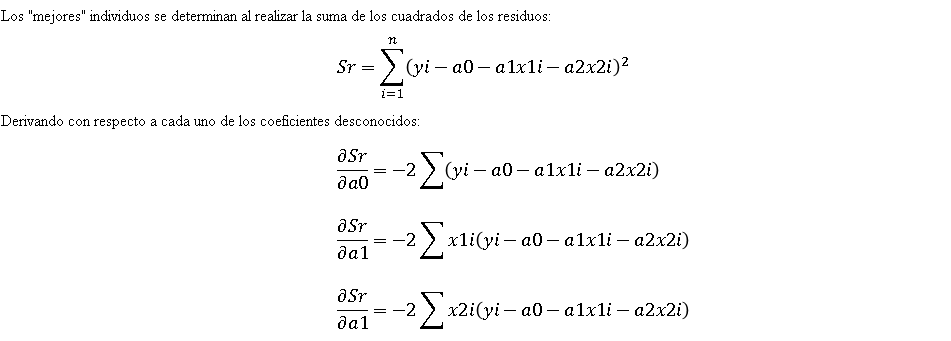 Los "mejores" individuos se determinan al realizar la suma de los cuadrados de los residuos:
Sr = ∑_{i=1}^{n} (yi − a0 − a1x1i − a2x2i)²
Derivando con respecto a cada uno de los coeficientes desconocidos:
∂Sr/∂a0 = −2 ∑ (yi − a0 − a1x1i − a2x2i)
∂Sr/∂a1 = −2 ∑ x1i(yi − a0 − a1x1i − a2x2i)
∂Sr/∂a1 = −2 ∑ x2i(yi − a0 − a1x1i − a2x2i)